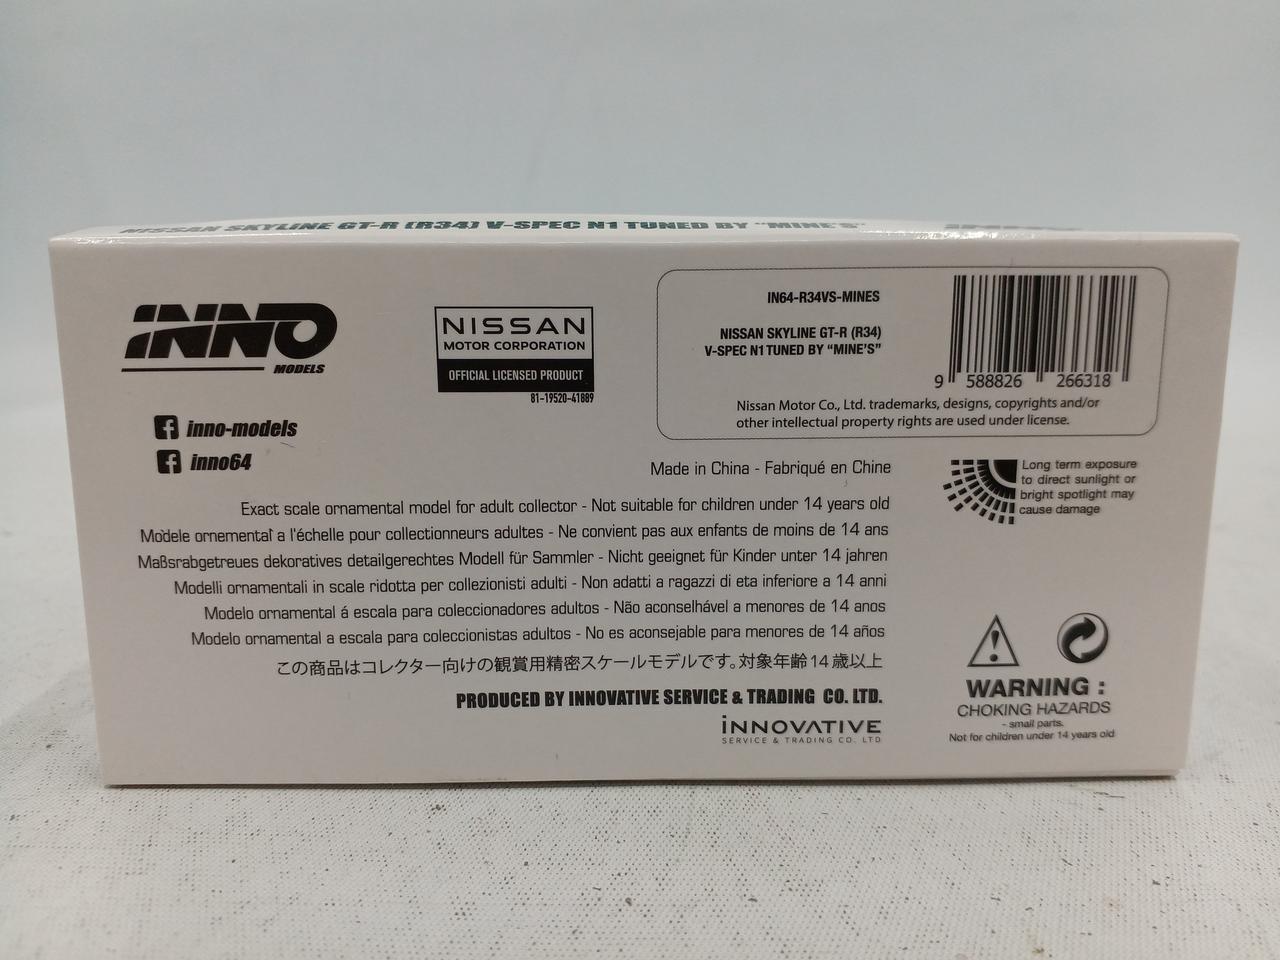 NISSAN SKYLINE GT-R (R34) V-SPEC N1 TUNED BY "MINE'S"
INNO
MODELS
inno-models
inno64
NISSAN
MOTOR CORPORATION
OFFICIAL LICENSED PRODUCT
81-19520-41889
IN64-R34VS-MINES
NISSAN SKYLINE GT-R (R34)
V-SPEC N1 TUNED BY “MINE’S”
9 588826 266318
Nissan Motor Co., Ltd. trademarks, designs, copyrights and/or
other intellectual property rights are used under license.
Made in China - Fabriqué en Chine
Long term exposure
to direct sunlight or
bright spotlight may
cause damage
Exact scale ornamental model for adult collector - Not suitable for children under 14 years old
Modèle ornemental a l'échelle pour collectionneurs adultes - Ne convient pas aux enfants de moins de 14 ans
Maßsrabgetreues dekoratives detailgerechtes Modell für Sammler - Nicht geeignet für Kinder unter 14 jahren
Modelli ornamentali in scale ridotta per collezionisti adulti - Non adatti a ragazzi di eta inferiore a 14 anni
Modelo ornamental á escala para coleccionadores adultos - Não aconselhável a menores de 14 anos
Modelo ornamental a escala para coleccionistas adultos - No es aconsejable para menores de 14 años
この商品はコレクター向けの観賞用精密スケールモデルです。対象年齢14歳以上
PRODUCED BY INNOVATIVE SERVICE & TRADING CO. LTD.
INNOVATIVE
SERVICE & TRADING CO. LTD
WARNING :
CHOKING HAZARDS
- small parts.
Not for children under 14 years old